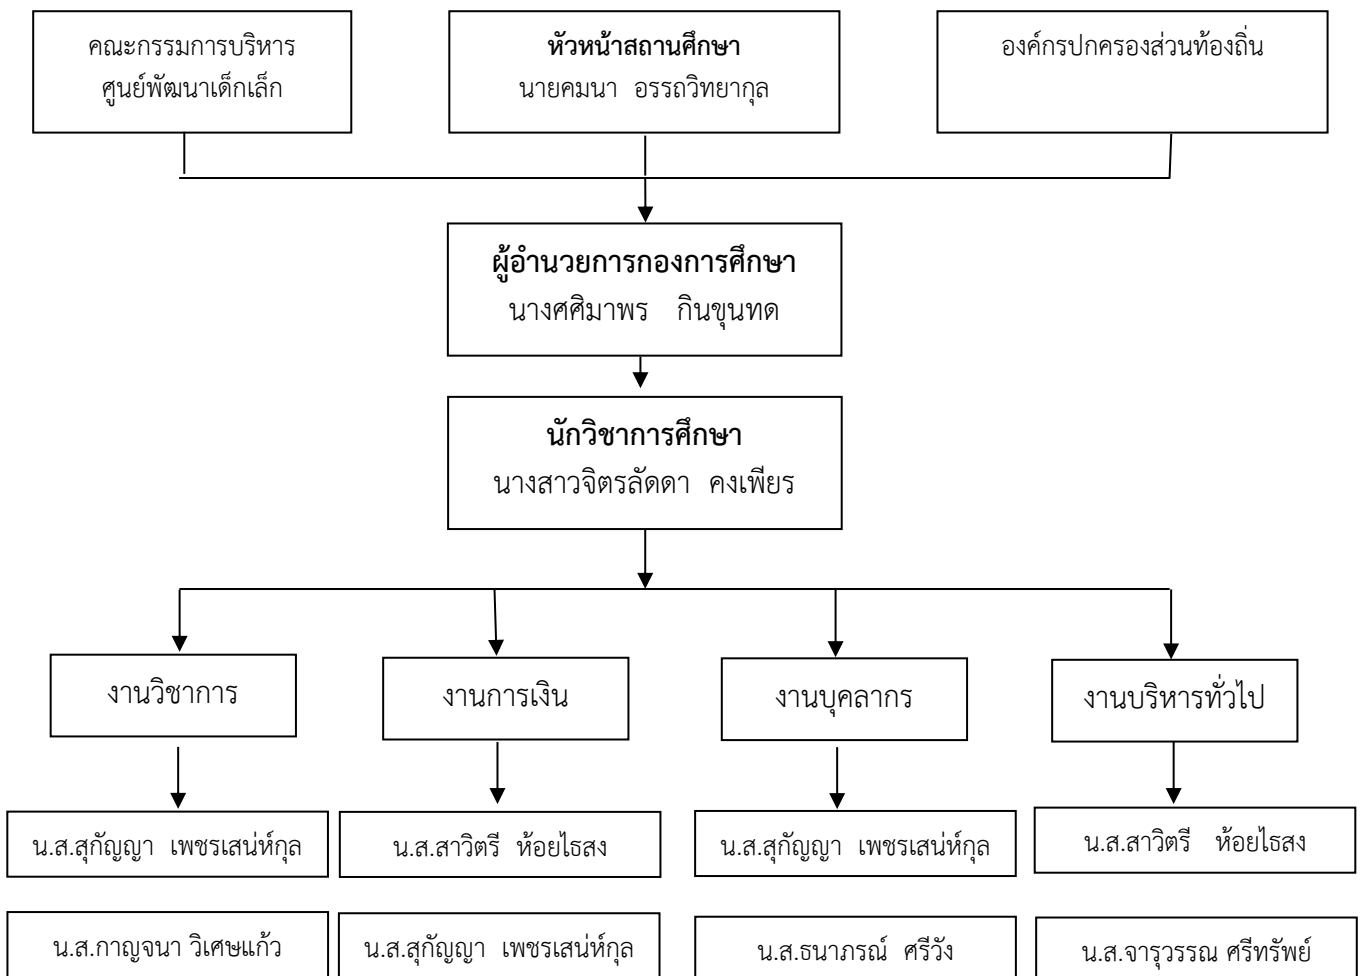 คณะกรรมการบริหาร
ศูนย์พัฒนาเด็กเล็ก
หัวหน้าสถานศึกษา
นายคมนา อรรถวิทยากุล
องค์กรปกครองส่วนท้องถิ่น
ผู้อำนวยการกองการศึกษา
นางศศิมาพร กินขุนทด
นักวิชาการศึกษา
นางสาวจิตรลัดดา คงเพียร
งานวิชาการ
งานการเงิน
งานบุคลากร
งานบริหารทั่วไป
น.ส.สุกัญญา เพชรเสน่ห์กุล
น.ส.สาวิตรี ห้อยไธสง
น.ส.สุกัญญา เพชรเสน่ห์กุล
น.ส.สาวิตรี ห้อยไธสง
น.ส.กาญจนา วิเศษแก้ว
น.ส.สุกัญญา เพชรเสน่ห์กุล
น.ส.ธนาภรณ์ ศรีวัง
น.ส.จารุวรรณ ศรีทรัพย์